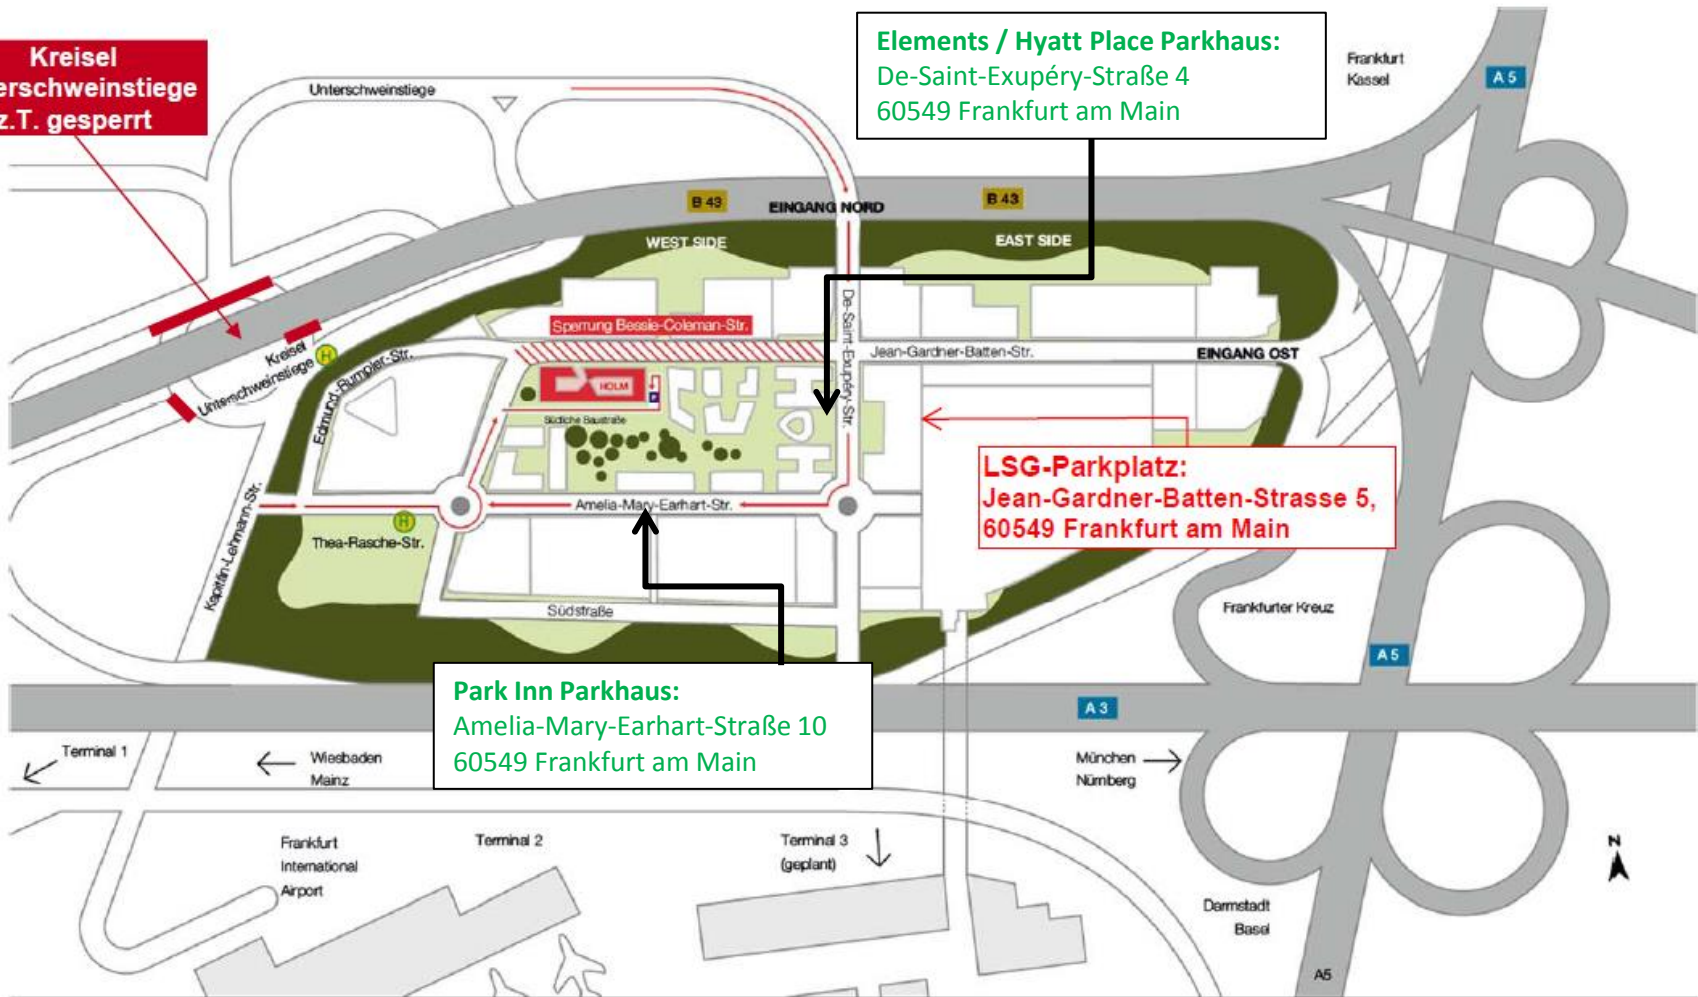 Kreisel
erschweinstiege
z.T. gesperrt
Unterschweinstiege
Elements / Hyatt Place Parkhaus:
De-Saint-Exupéry-Straße 4
60549 Frankfurt am Main
Frankfurt
Kassel
A 5
B 43
EINGANG NORD
B 43
WEST SIDE
EAST SIDE
Sperrung Bessie-Coleman-Str.
De-Saint-Exupéry-Str.
Jean-Gardner-Batten-Str.
EINGANG OST
Kreisel
Unterschweinstiege
H
Edmund-Rumpler-Str.
HOLM
P
Südliche Baustraße
LSG-Parkplatz:
Jean-Gardner-Batten-Strasse 5,
60549 Frankfurt am Main
Kapitän-Lehmann-Str.
Amelia-Mary-Earhart-Str.
H
Thea-Rasche-Str.
Südstraße
Frankfurter Kreuz
A 5
Park Inn Parkhaus:
Amelia-Mary-Earhart-Straße 10
60549 Frankfurt am Main
A 3
Terminal 1
Wiesbaden
Mainz
München
Nürnberg
Frankfurt
International
Airport
Terminal 2
Terminal 3
(geplant)
N
Darmstadt
Basel
A5